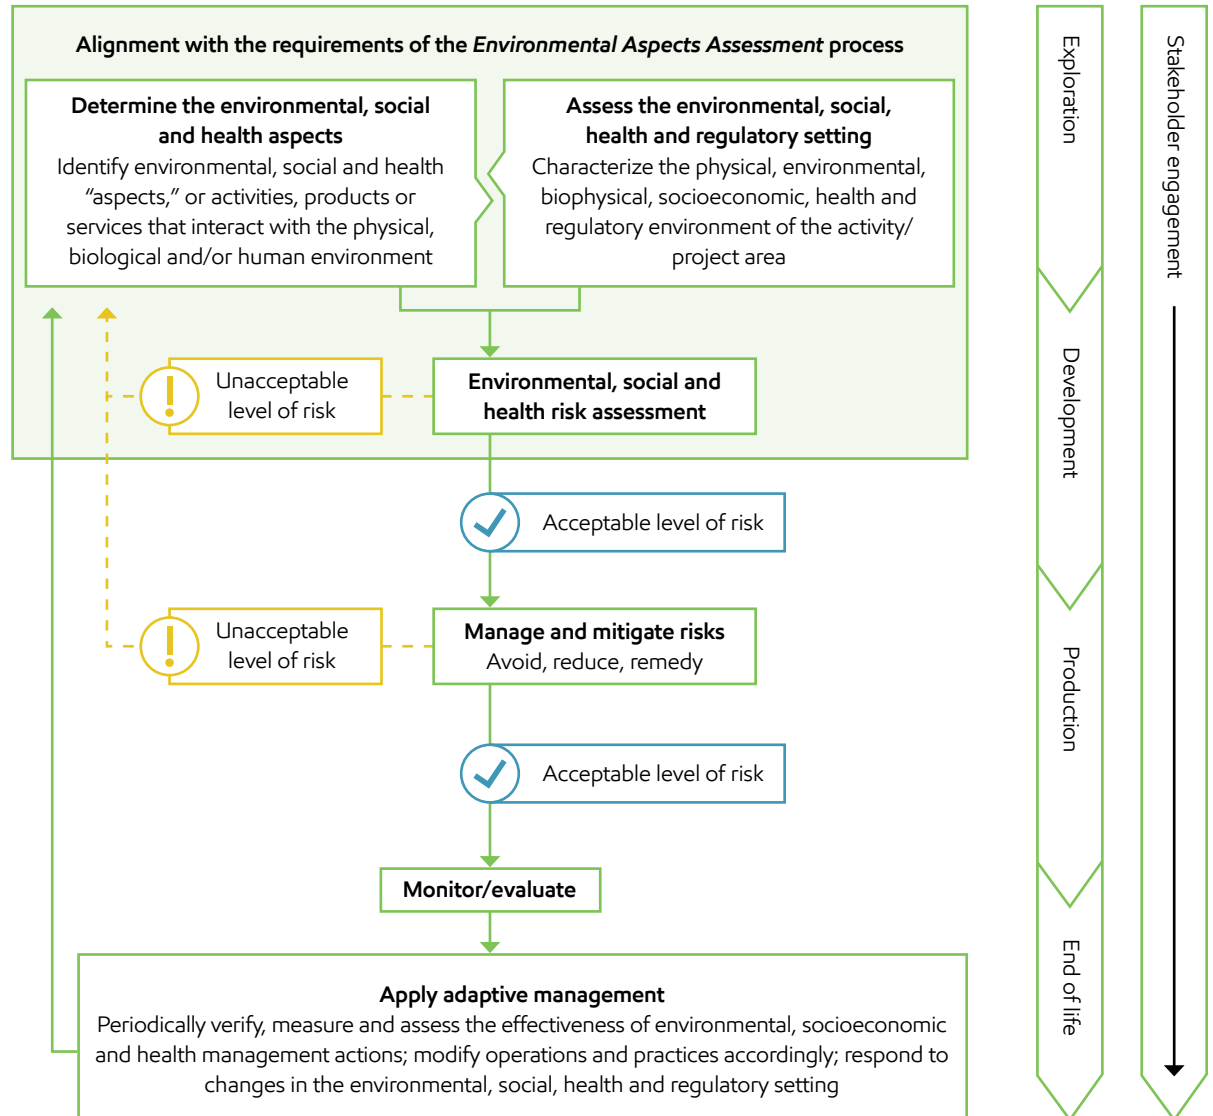 Alignment with the requirements of the Environmental Aspects Assessment process
Determine the environmental, social
and health aspects
Identify environmental, social and health
“aspects,” or activities, products or
services that interact with the physical,
biological and/or human environment
Assess the environmental, social,
health and regulatory setting
Characterize the physical, environmental,
biophysical, socioeconomic, health and
regulatory environment of the activity/
project area
Unacceptable
level of risk
Environmental, social and
health risk assessment
Acceptable level of risk
Unacceptable
level of risk
Manage and mitigate risks
Avoid, reduce, remedy
Acceptable level of risk
Monitor/evaluate
Apply adaptive management
Periodically verify, measure and assess the effectiveness of environmental, socioeconomic
and health management actions; modify operations and practices accordingly; respond to
changes in the environmental, social, health and regulatory setting
Exploration
Development
Production
End of life
Stakeholder engagement